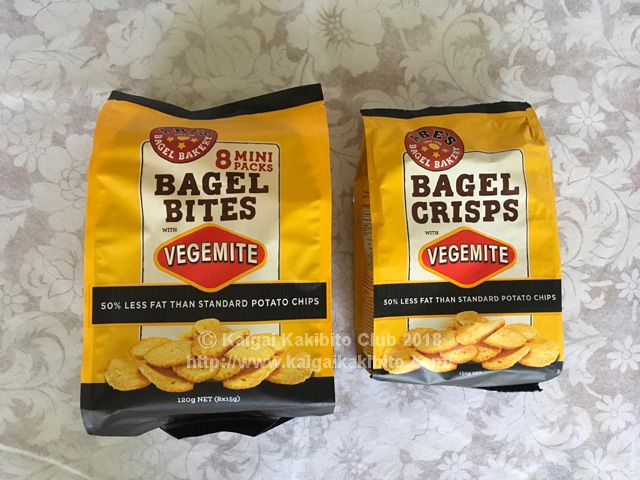 ABE'S
BAGEL BAKERY
8 MINI
PACKS
BAGEL
BITES
WITH
VEGEMITE
50% LESS FAT THAN STANDARD POTATO CHIPS
120g NET (8x15g)
ABE'S
BAGEL BAKERY
BAGEL
CRISPS
WITH
VEGEMITE
50% LESS FAT THAN STANDARD POTATO CHIPS
150g NET
© Kaigai Kakibito Club 2018
http://www.kaigaikakibito.com/